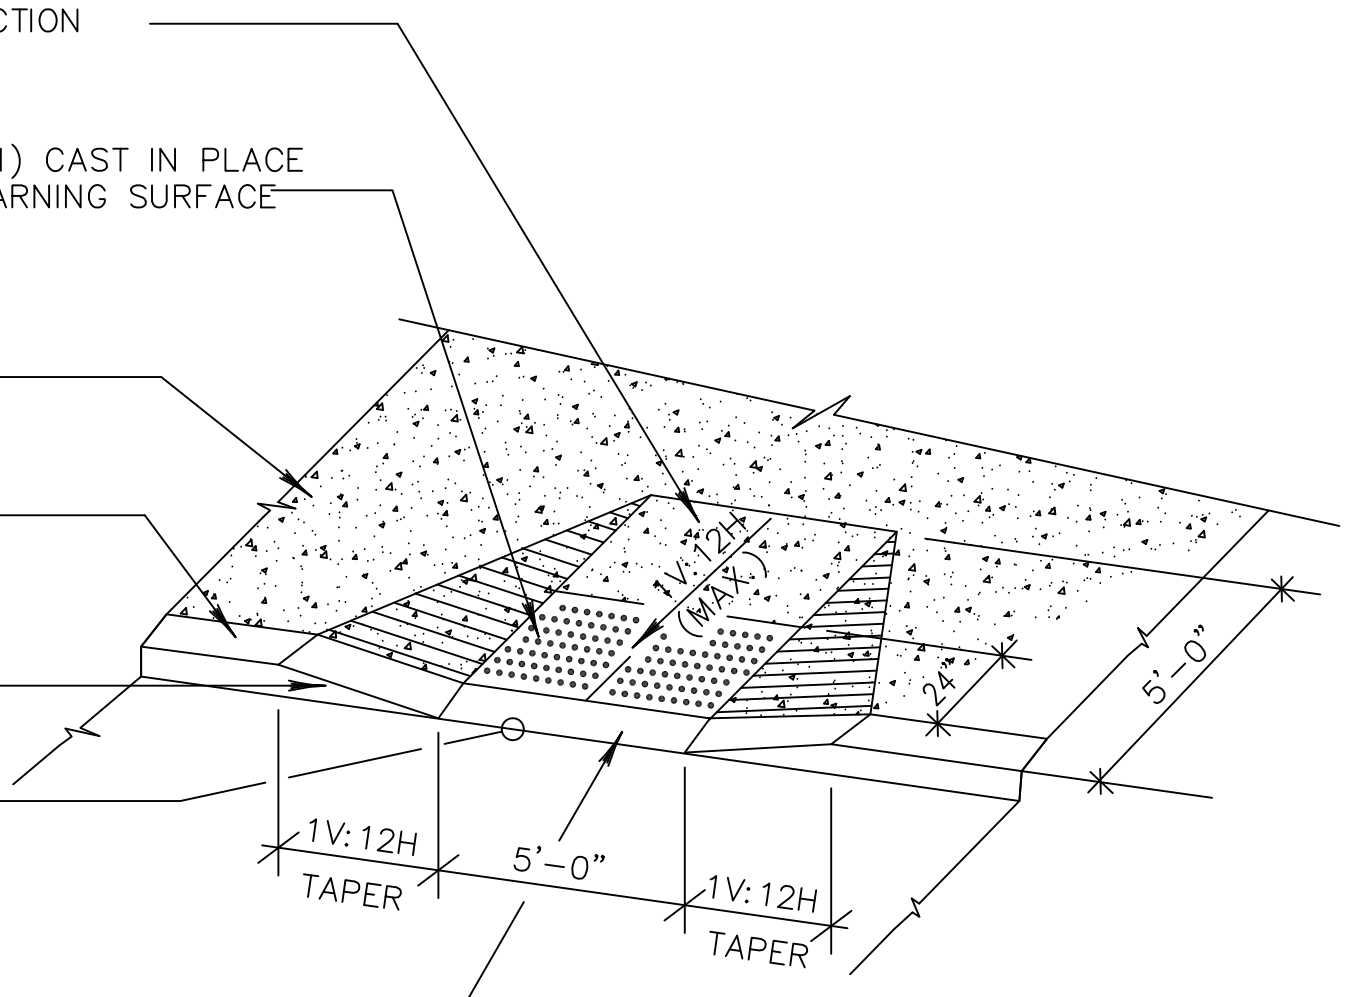 CTION
) CAST IN PLACE
ARNING SURFACE
1V:12H
(MAX.)
24"
5'-0"
1V:12H
TAPER
5'-0"
1V:12H
TAPER